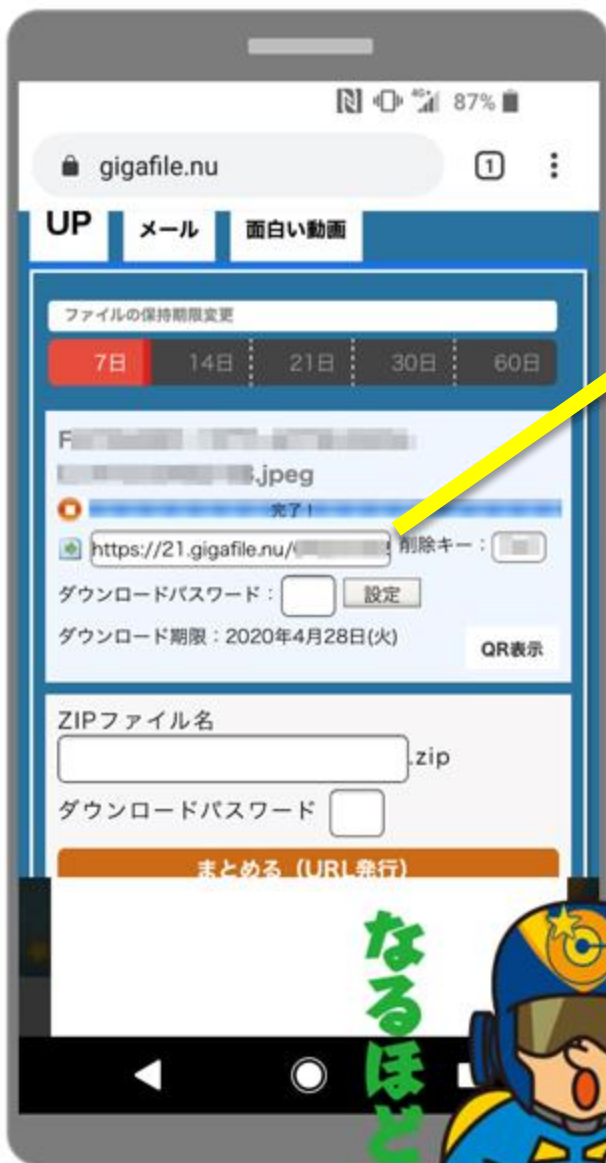 87%
gigafile.nu
1
UP メール 面白い動画
ファイルの保持期限変更
7日 14日 21日 30日 60日
F
.jpeg
完了！
https://21.gigafile.nu/ 削除キー：
ダウンロードパスワード： 設定
ダウンロード期限：2020年4月28日(火)
QR表示
ZIPファイル名
.zip
ダウンロードパスワード
まとめる（URL発行）
なるほど